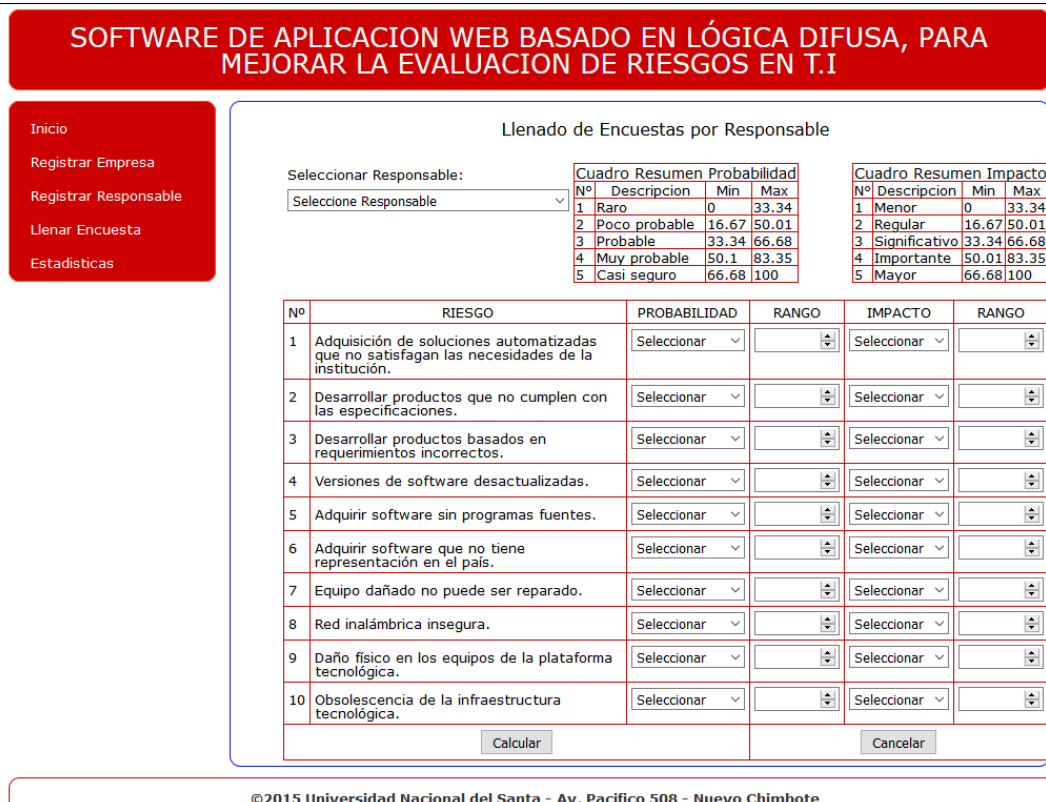 SOFTWARE DE APLICACION WEB BASADO EN LÓGICA DIFUSA, PARA
MEJORAR LA EVALUACION DE RIESGOS EN T.I
Inicio
Registrar Empresa
Registrar Responsable
Llenar Encuesta
Estadisticas
Llenado de Encuestas por Responsable
Seleccionar Responsable:
Seleccione Responsable
Cuadro Resumen Probabilidad
Nº Descripcion Min Max
1 Raro 0 33.34
2 Poco probable 16.67 50.01
3 Probable 33.34 66.68
4 Muy probable 50.1 83.35
5 Casi seguro 66.68 100
Cuadro Resumen Impacto
Nº Descripcion Min Max
1 Menor 0 33.34
2 Regular 16.67 50.01
3 Significativo 33.34 66.68
4 Importante 50.01 83.35
5 Mayor 66.68 100
Nº RIESGO PROBABILIDAD RANGO IMPACTO RANGO
1 Adquisición de soluciones automatizadas Seleccionar Seleccionar
que no satisfagan las necesidades de la
institución.
2 Desarrollar productos que no cumplen con Seleccionar Seleccionar
las especificaciones.
3 Desarrollar productos basados en Seleccionar Seleccionar
requerimientos incorrectos.
4 Versiones de software desactualizadas. Seleccionar Seleccionar
5 Adquirir software sin programas fuentes. Seleccionar Seleccionar
6 Adquirir software que no tiene Seleccionar Seleccionar
representación en el país.
7 Equipo dañado no puede ser reparado. Seleccionar Seleccionar
8 Red inalámbrica insegura. Seleccionar Seleccionar
9 Daño físico en los equipos de la plataforma Seleccionar Seleccionar
tecnológica.
10 Obsolescencia de la infraestructura Seleccionar Seleccionar
tecnológica.
Calcular Cancelar
©2015 Universidad Nacional del Santa - Av. Pacifico 508 - Nuevo Chimbote